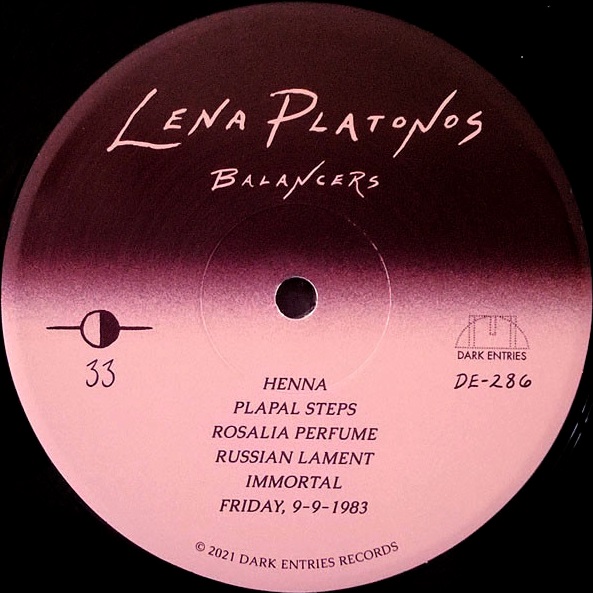 LENA PLATONOS
BALANCERS
33
DARK ENTRIES
DE-286
HENNA
PLAPAL STEPS
ROSALIA PERFUME
RUSSIAN LAMENT
IMMORTAL
FRIDAY, 9-9-1983
© 2021 DARK ENTRIES RECORDS